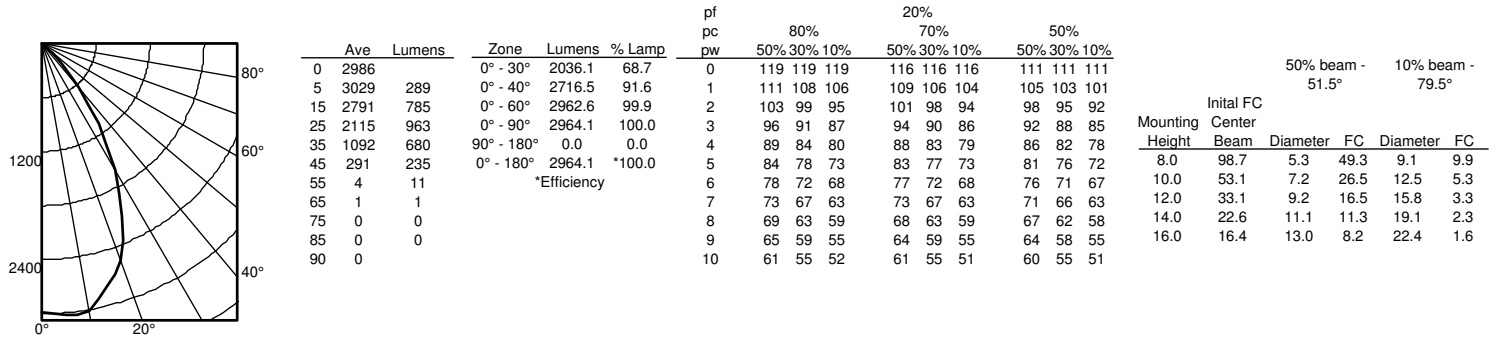 1200
2400
0°
20°
40°
60°
80°
Ave Lumens
0 2986
5 3029 289
15 2791 785
25 2115 963
35 1092 680
45 291 235
55 4 11
65 1 1
75 0 0
85 0 0
90 0
Zone Lumens % Lamp
0° - 30° 2036.1 68.7
0° - 40° 2716.5 91.6
0° - 60° 2962.6 99.9
0° - 90° 2964.1 100.0
90° - 180° 0.0 0.0
0° - 180° 2964.1 *100.0
*Efficiency
pf 20%
pc 80% 70% 50%
pw 50% 30% 10% 50% 30% 10% 50% 30% 10%
0 119 119 119 116 116 116 111 111 111
1 111 108 106 109 106 104 105 103 101
2 103 99 95 101 98 94 98 95 92
3 96 91 87 94 90 86 92 88 85
4 89 84 80 88 83 79 86 82 78
5 84 78 73 83 77 73 81 76 72
6 78 72 68 77 72 68 76 71 67
7 73 67 63 73 67 63 71 66 63
8 69 63 59 68 63 59 67 62 58
9 65 59 55 64 59 55 64 58 55
10 61 55 52 61 55 51 60 55 51
50% beam - 10% beam -
51.5° 79.5°
Inital FC
Mounting Center
Height Beam Diameter FC Diameter FC
8.0 98.7 5.3 49.3 9.1 9.9
10.0 53.1 7.2 26.5 12.5 5.3
12.0 33.1 9.2 16.5 15.8 3.3
14.0 22.6 11.1 11.3 19.1 2.3
16.0 16.4 13.0 8.2 22.4 1.6